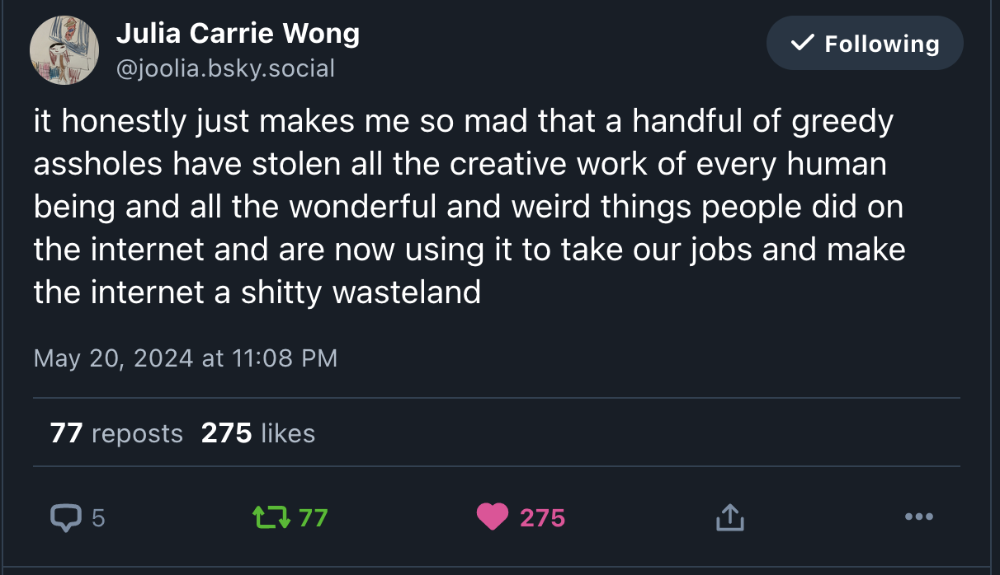 Julia Carrie Wong
@joolia.bsky.social
Following
it honestly just makes me so mad that a handful of greedy
assholes have stolen all the creative work of every human
being and all the wonderful and weird things people did on
the internet and are now using it to take our jobs and make
the internet a shitty wasteland
May 20, 2024 at 11:08 PM
77 reposts 275 likes
5 77 275